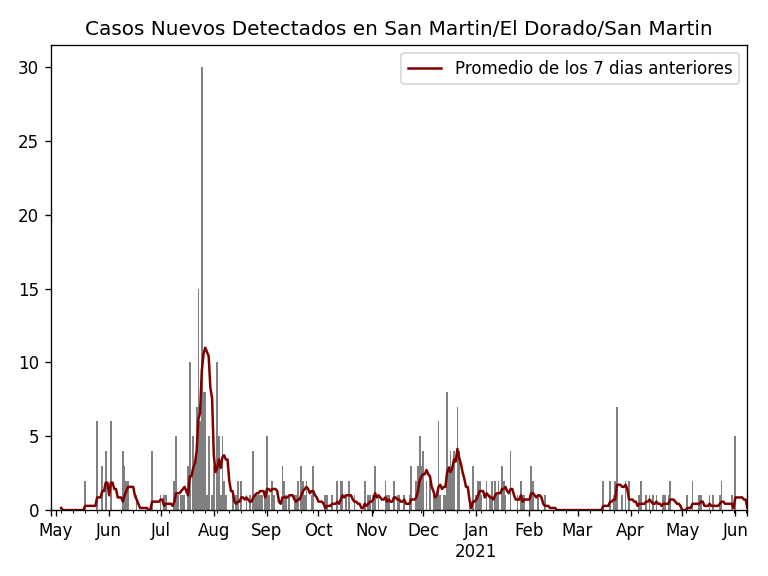 Casos Nuevos Detectados en San Martin/El Dorado/San Martin
Promedio de los 7 dias anteriores
30
25
20
15
10
5
0
May Jun Jul Aug Sep Oct Nov Dec Jan Feb Mar Apr May Jun
2021